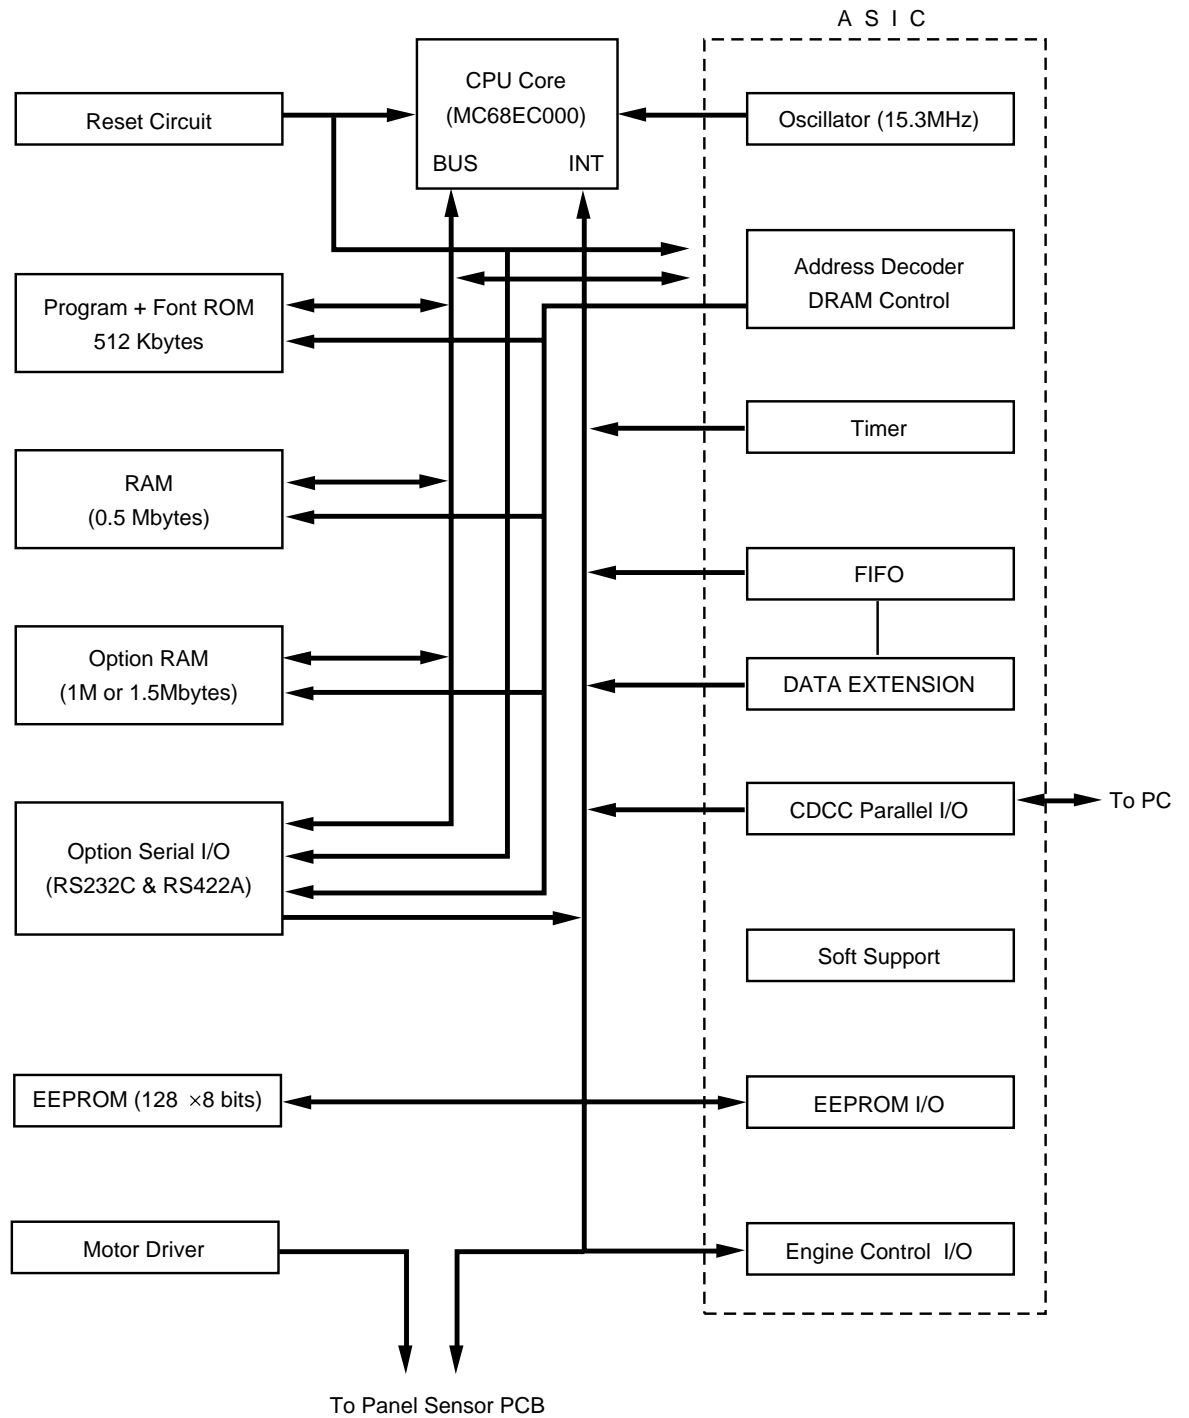 A S I C
CPU Core
(MC68EC000)
BUS INT
Reset Circuit
Oscillator (15.3MHz)
Address Decoder
DRAM Control
Program + Font ROM
512 Kbytes
Timer
RAM
(0.5 Mbytes)
FIFO
Option RAM
(1M or 1.5Mbytes)
DATA EXTENSION
CDCC Parallel I/O
To PC
Option Serial I/O
(RS232C & RS422A)
Soft Support
EEPROM (128 ×8 bits)
EEPROM I/O
Motor Driver
Engine Control I/O
To Panel Sensor PCB